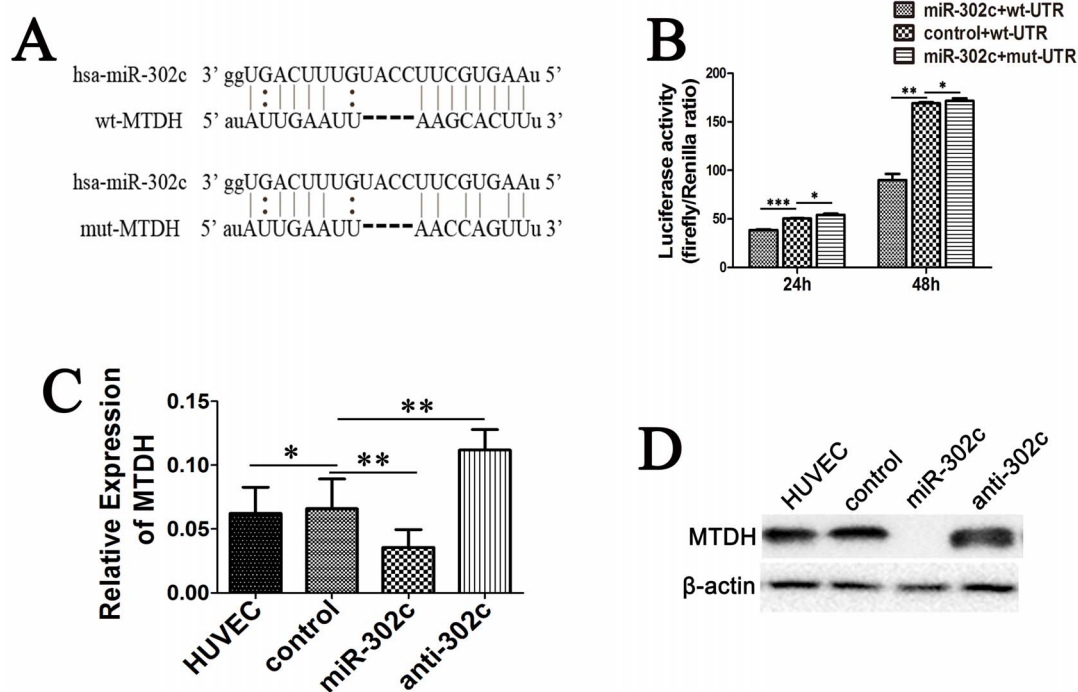 A
hsa-miR-302c 3’ ggUGACUUUGUACCUUCGUGAAu 5’
wt-MTDH 5’ auAUUGAAUU----AAGCACUUu 3’
hsa-miR-302c 3’ ggUGACUUUGUACCUUCGUGAAu 5’
mut-MTDH 5’ auAUUGAAUU----AACCAGUUu 3’
B
miR-302c+wt-UTR
control+wt-UTR
miR-302c+mut-UTR
Luciferase activity
(firefly/Renilla ratio)
200
150
100
50
0
*** *
** *
24h 48h
C
Relative Expression
of MTDH
0.15
0.10
0.05
0.00
**
* **
HUVEC control miR-302c anti-302c
D
HUVEC control miR-302c anti-302c
MTDH
β-actin